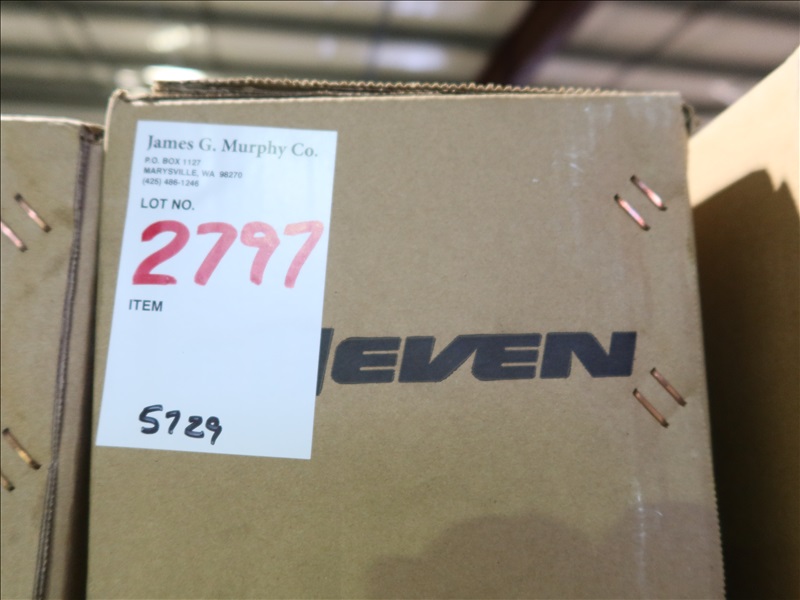 James G. Murphy Co.
P.O. BOX 1127
MARYSVILLE, WA 98270
(425) 486-1246
LOT NO.
2797
ITEM
EVEN
5729